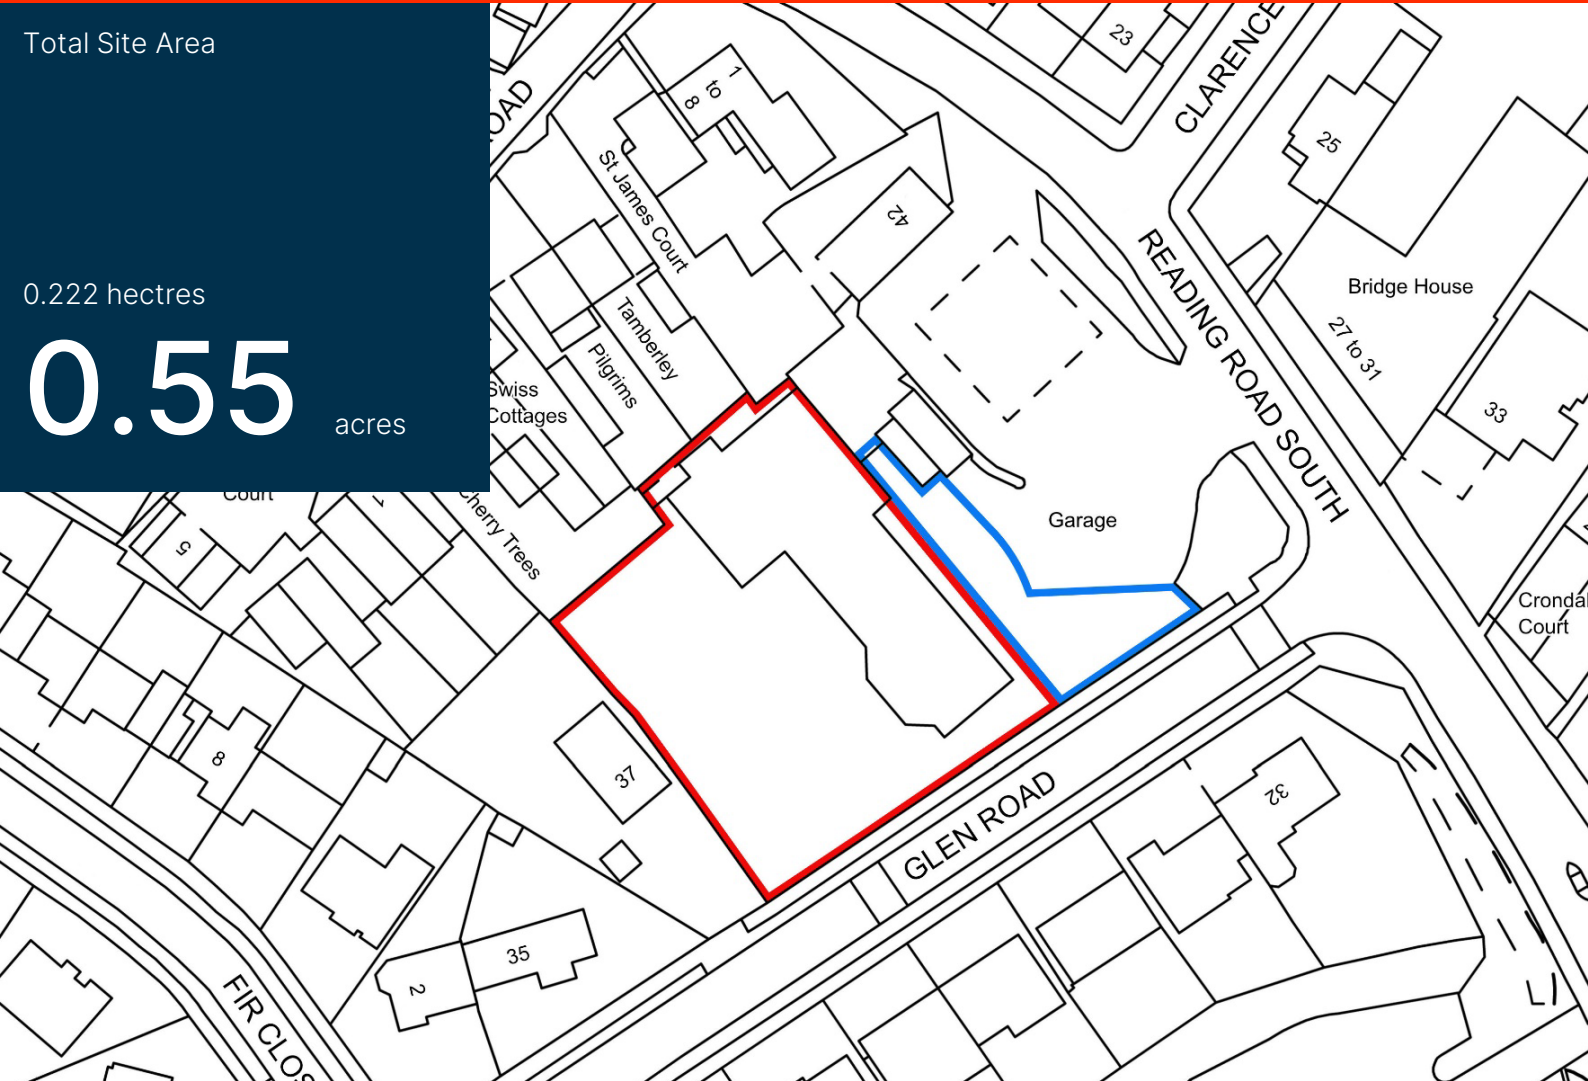 Total Site Area
0.222 hectres
0.55 acres
OAD
1
to
8
St James Court
42
23
CLARENCE
25
READING ROAD SOUTH
Bridge House
27 to 31
33
Tamberley
Pilgrims
Swiss
Cottages
Cherry Trees
Court
5
1
Garage
Cronda
Court
8
37
GLEN ROAD
32
35
2
FIR CLOS